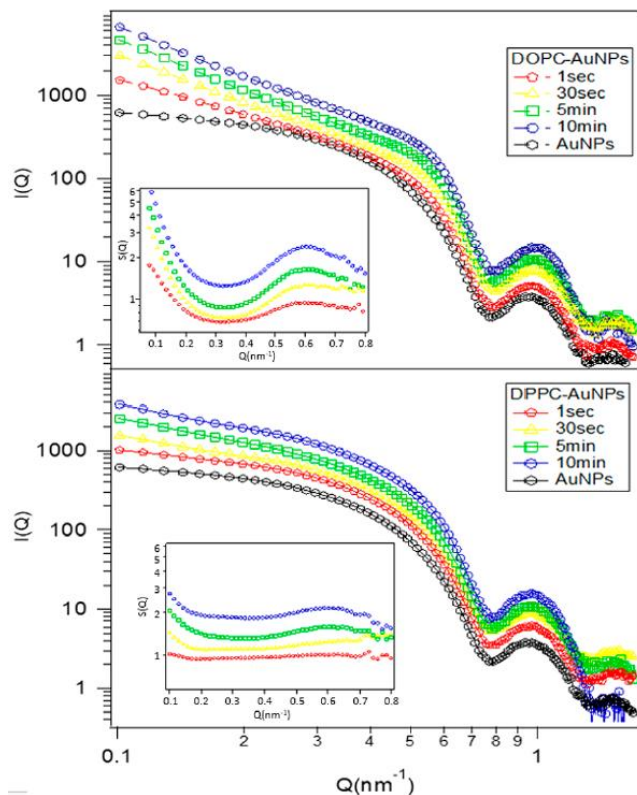 DOPC-AuNPs
1sec
30sec
5min
10min
AuNPs
1000
100
10
1
I(Q)
6
5
4
3
2
1
S(Q)
0.1
0.2
0.3
0.4
0.5
0.6
0.7
0.8
Q(nm⁻¹)
DPPC-AuNPs
1sec
30sec
5min
10min
AuNPs
1000
100
10
1
I(Q)
6
5
4
3
2
1
S(Q)
0.1
0.2
0.3
0.4
0.5
0.6
0.7
0.8
Q(nm⁻¹)
0.1
2
3
4
5
6
7
8
9
1
Q(nm⁻¹)